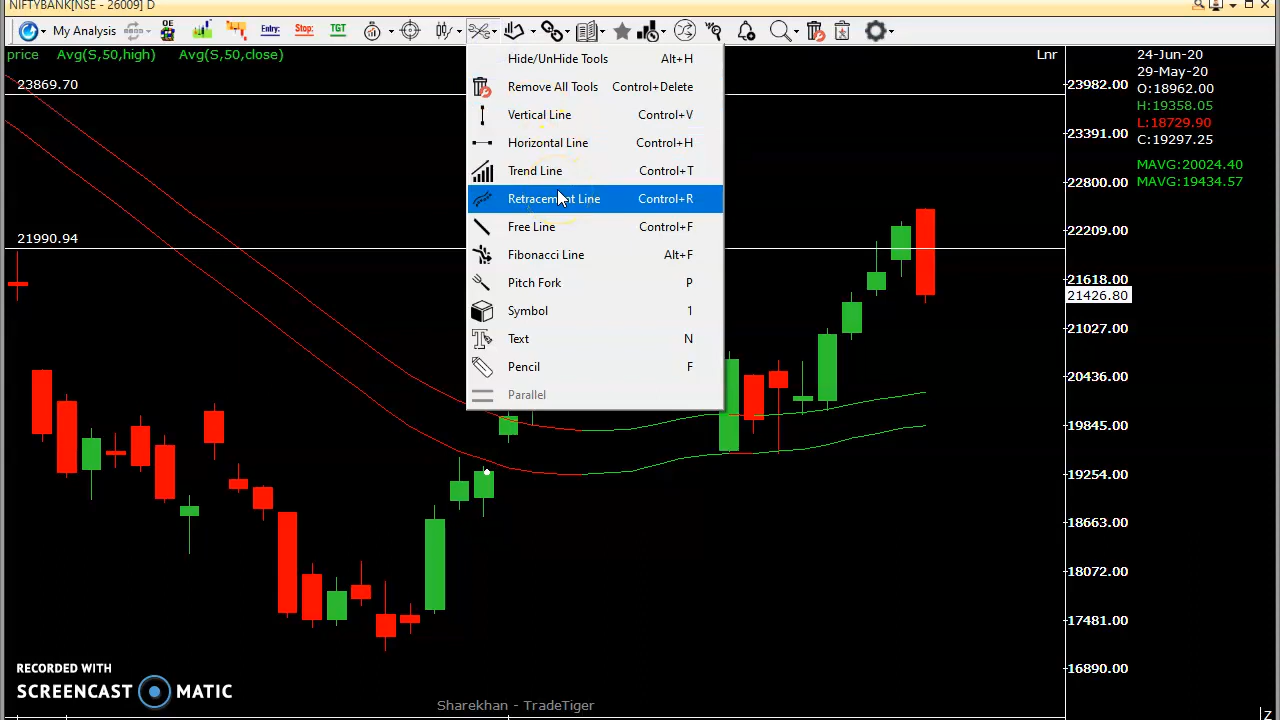 NIFTYBANK[NSE - 26009] D
My Analysis
OE
Entry:
Stop:
TGT
price Avg(S,50,high) Avg(S,50,close)
Lnr
Hide/UnHide Tools Alt+H
Remove All Tools Control+Delete
Vertical Line Control+V
Horizontal Line Control+H
Trend Line Control+T
Retracement Line Control+R
Free Line Control+F
Fibonacci Line Alt+F
Pitch Fork P
Symbol 1
Text N
Pencil F
Parallel
23869.70
21990.94
23982.00
23391.00
22800.00
22209.00
21618.00
21426.80
21027.00
20436.00
19845.00
19254.00
18663.00
18072.00
17481.00
16890.00
24-Jun-20
29-May-20
O:18962.00
H:19358.05
L:18729.90
C:19297.25
MAVG:20024.40
MAVG:19434.57
RECORDED WITH
SCREENCAST MATIC
Sharekhan - TradeTiger
Z